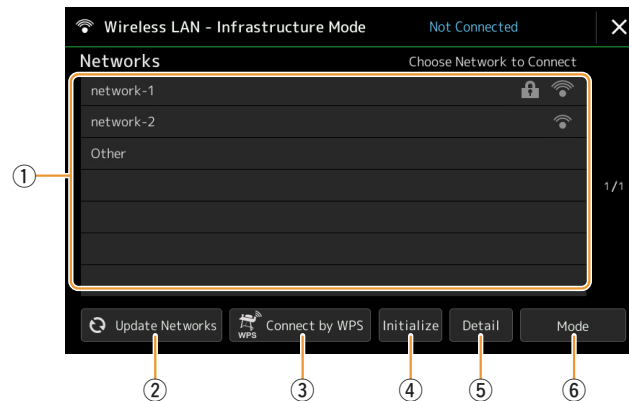 Wireless LAN - Infrastructure Mode Not Connected
Networks Choose Network to Connect
network-1
network-2
Other
①
1/1
Update Networks WPS Connect by WPS Initialize Detail Mode
② ③ ④ ⑤ ⑥